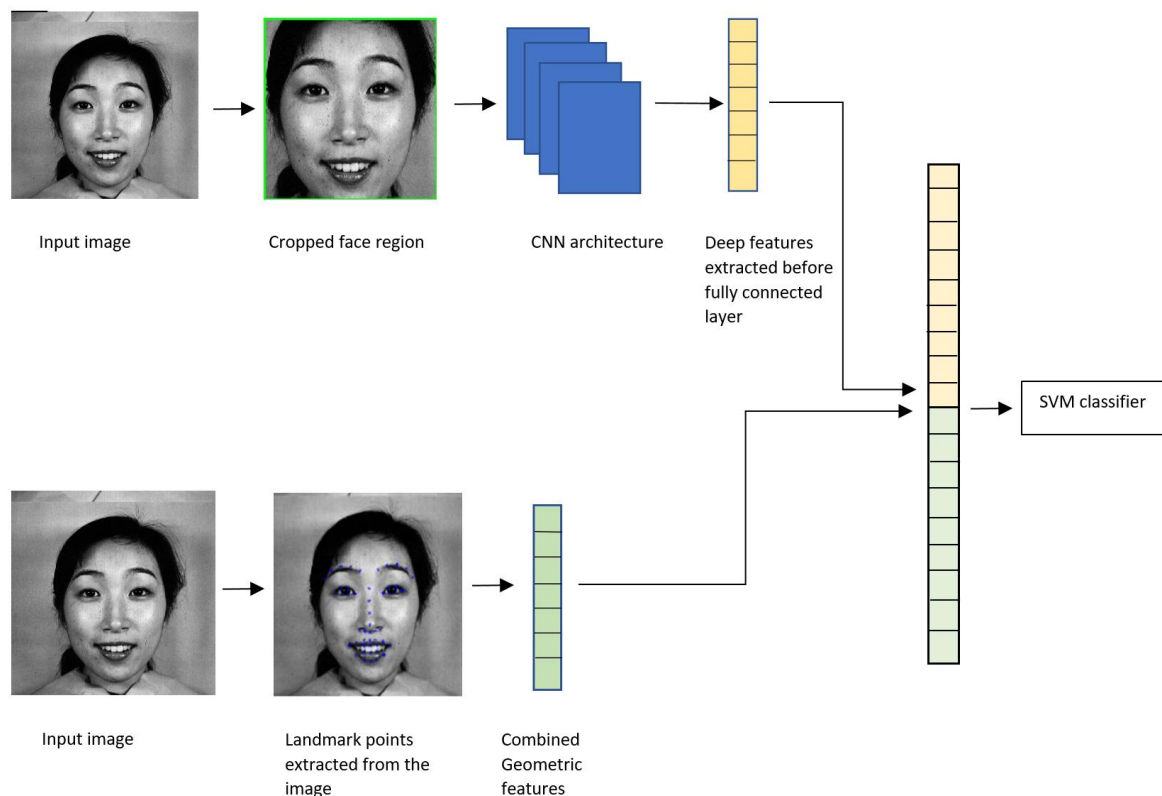 Input image
Cropped face region
CNN architecture
Deep features
extracted before
fully connected
layer
SVM classifier
Input image
Landmark points
extracted from the
image
Combined
Geometric
features